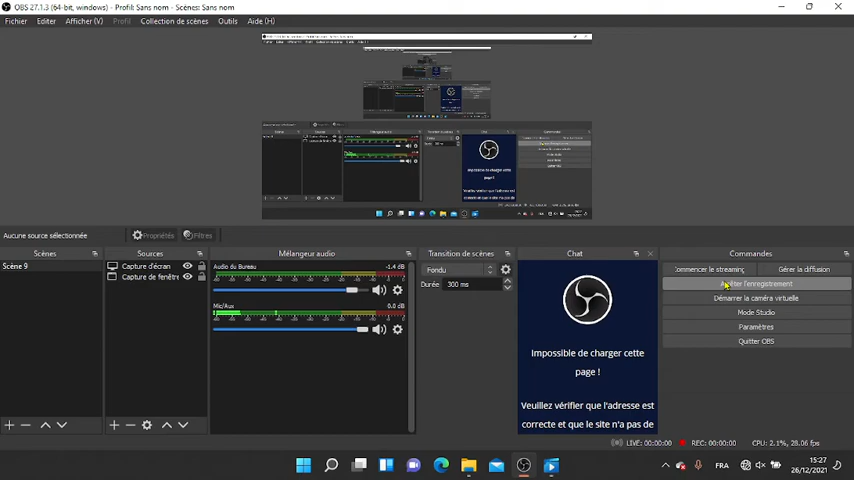 OBS 27.1.3 (64-bit, windows) - Profil: Sans nom - Scènes: Sans nom
Fichier Editer Afficher (V) Profil Collection de scènes Outils Aide (H)
Aucune source sélectionnée Propriétés Filtres
Scènes Sources Mélangeur audio Transition de scènes Chat Commandes
Scène 9
Capture d'écran
Capture de fenêtre
Audio du Bureau -1.4 dB
Mic/Aux 0.0 dB
Fondu
Durée 300 ms
Impossible de charger cette
page !
Veuillez vérifier que l'adresse est
correcte et que le site n'a pas de
Commencer le streaming Gérer la diffusion
Arrêter l'enregistrement
Démarrer la caméra virtuelle
Mode Studio
Paramètres
Quitter OBS
LIVE: 00:00:00 REC: 00:00:00 CPU: 2.1%, 28.06 fps
FRA
15:27
26/12/2021